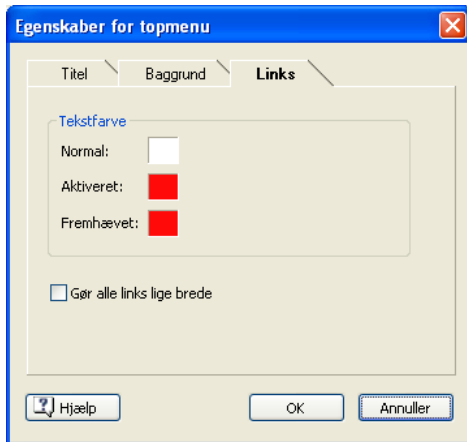 Egenskaber for topmenu
Titel Baggrund Links
Tekstfarve
Normal:
Aktiveret:
Fremhævet:
Gør alle links lige brede
Hjælp OK Annuller